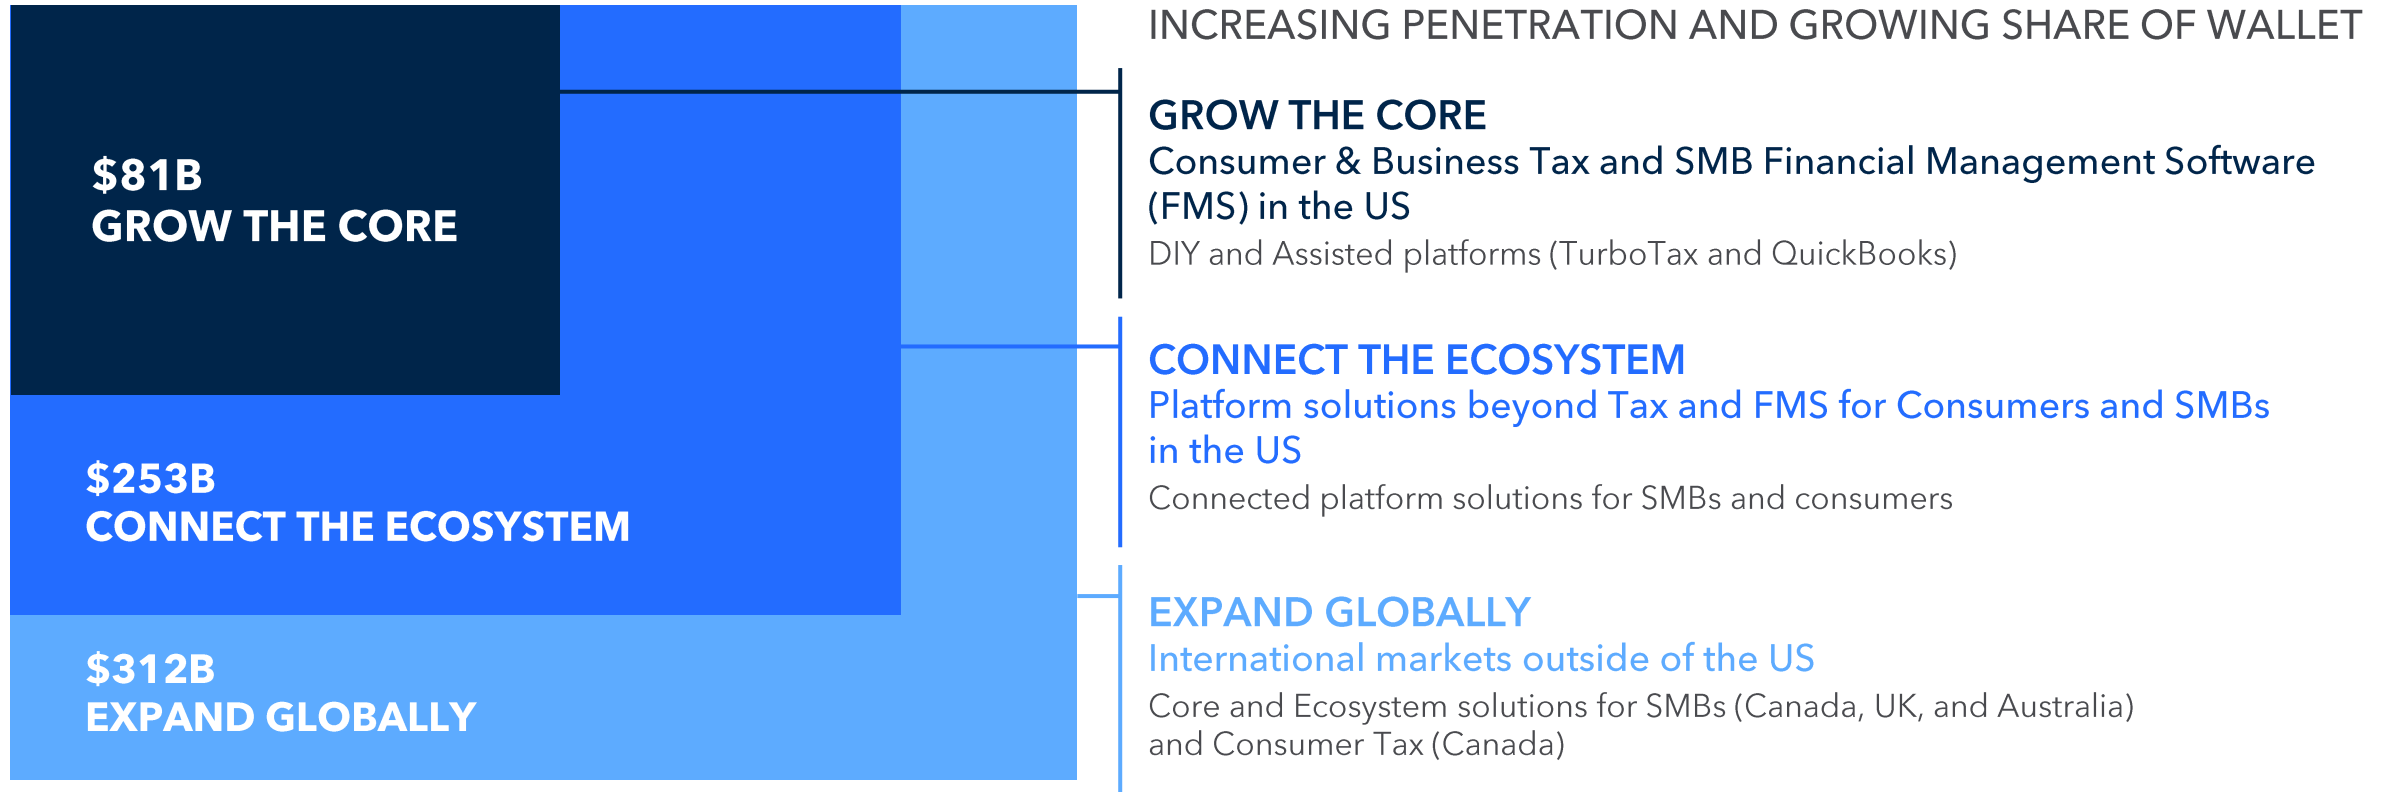 $81B
GROW THE CORE
$253B
CONNECT THE ECOSYSTEM
$312B
EXPAND GLOBALLY
INCREASING PENETRATION AND GROWING SHARE OF WALLET
GROW THE CORE
Consumer & Business Tax and SMB Financial Management Software
(FMS) in the US
DIY and Assisted platforms (TurboTax and QuickBooks)
CONNECT THE ECOSYSTEM
Platform solutions beyond Tax and FMS for Consumers and SMBs
in the US
Connected platform solutions for SMBs and consumers
EXPAND GLOBALLY
International markets outside of the US
Core and Ecosystem solutions for SMBs (Canada, UK, and Australia)
and Consumer Tax (Canada)